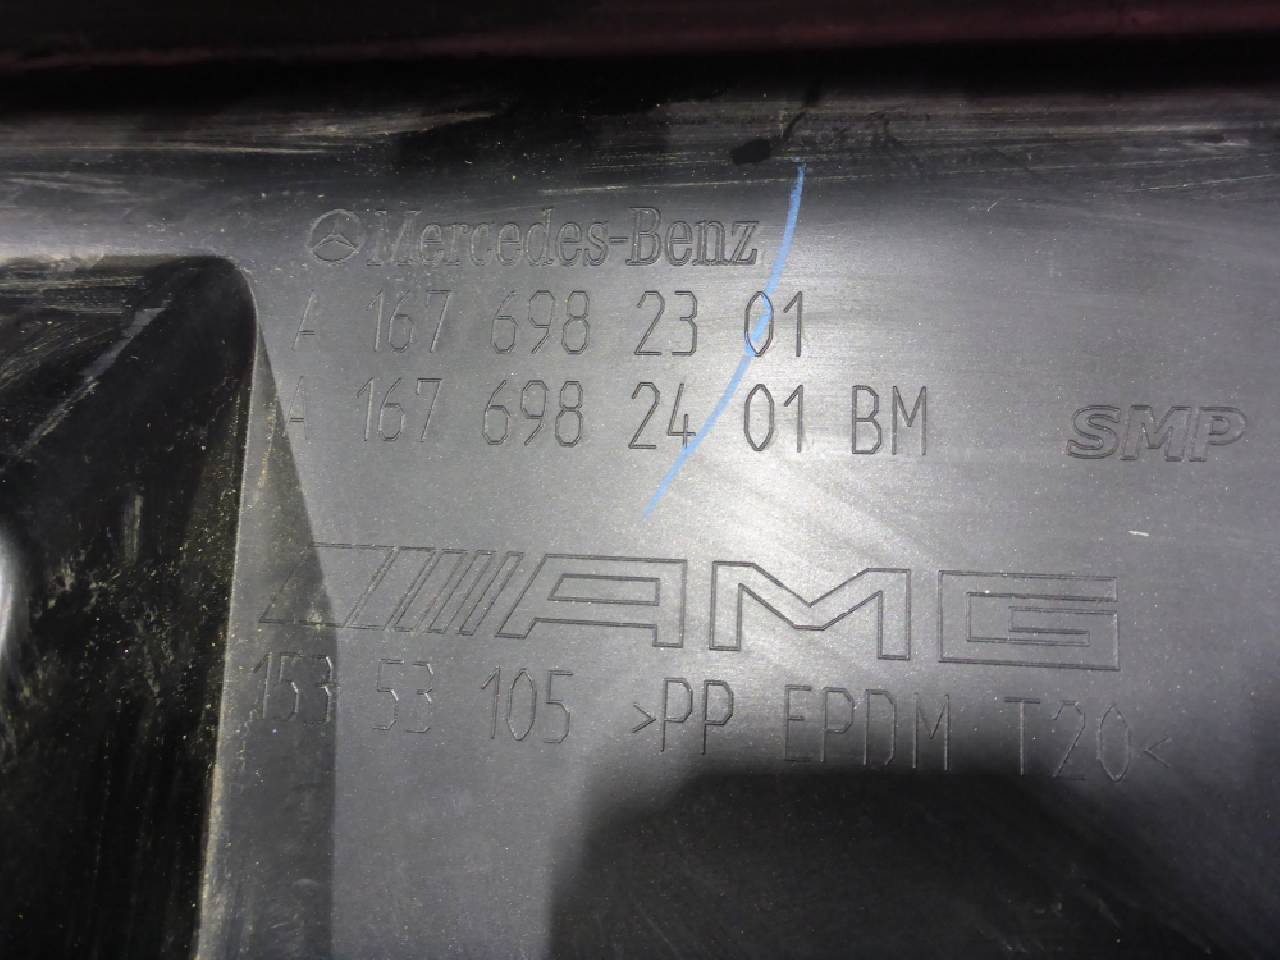 Mercedes-Benz
A 167 698 23 01
A 167 698 24 01 BM
SMP
AMG
153 53 105 >PP EPDM T20<